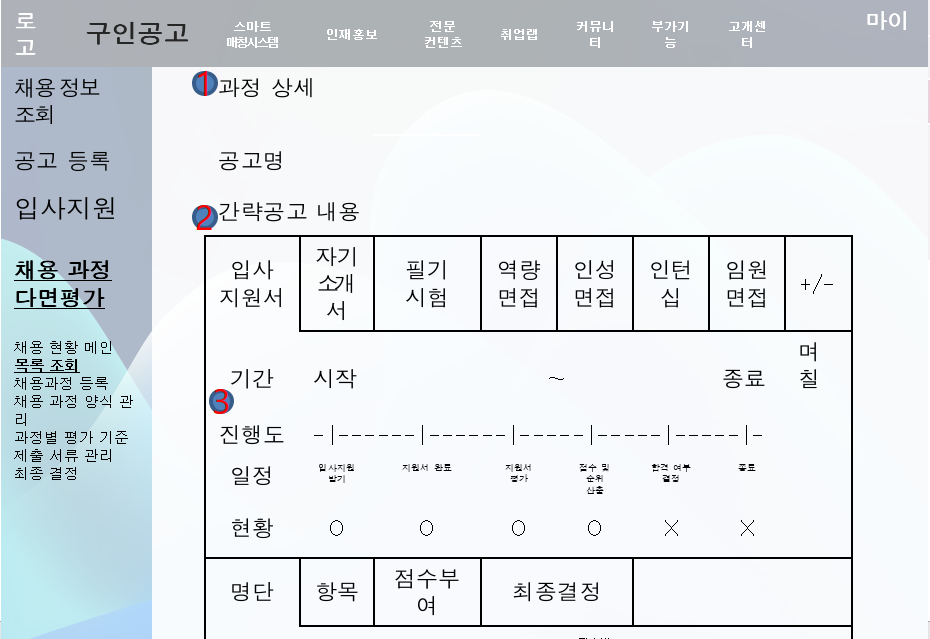 로
고
구인공고
스마트
매칭시스템
인재홍보
전문
컨텐츠
취업랩
커뮤니
티
부가기
능
고개센
터
마이
채용 정보
조회
공고 등록
입사지원
채용 과정
다면평가
채용 현황 메인
목록 조회
채용과정 등록
채용 과정 양식 관
리
과정별 평가 기준
제출 서류 관리
최종 결정
1 과정 상세
공고명
2 간략공고 내용
입사
지원서
자기
소개
서
필기
시험
역량
면접
인성
면접
인턴
십
임원
면접
+/-
기간 시작 ~ 종료
며
칠
3
진행도 -|------|------|-----|-----|-----|-
일정
입사지원
받기
지원서 완료
지원서
평가
점수 및
순위
산출
합격 여부
결정
종료
현황 O O O O X X
명단 항목
점수부
여
최종결정